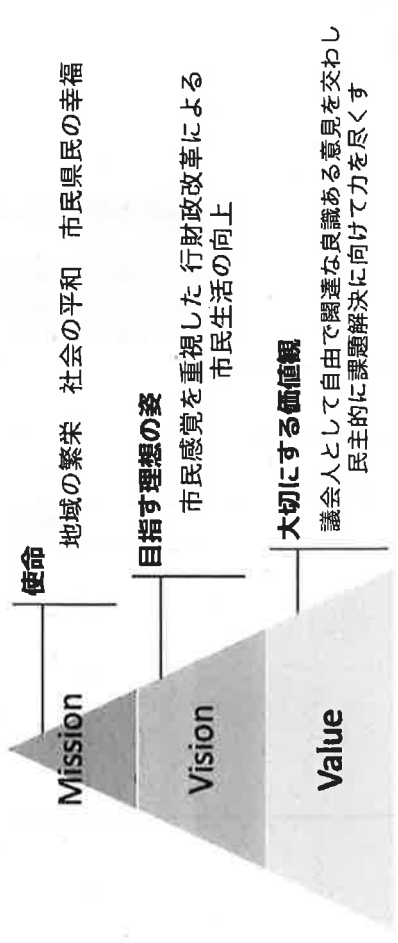 Mission
使命
地域の繁栄 社会の平和 市民県民の幸福
Vision
目指す理想の姿
市民感覚を重視した 行財政改革による
市民生活の向上
Value
大切にする価値観
議会人として自由で闊達な良識ある意見を交わし
民主的に課題解決に向けて力を尽くす